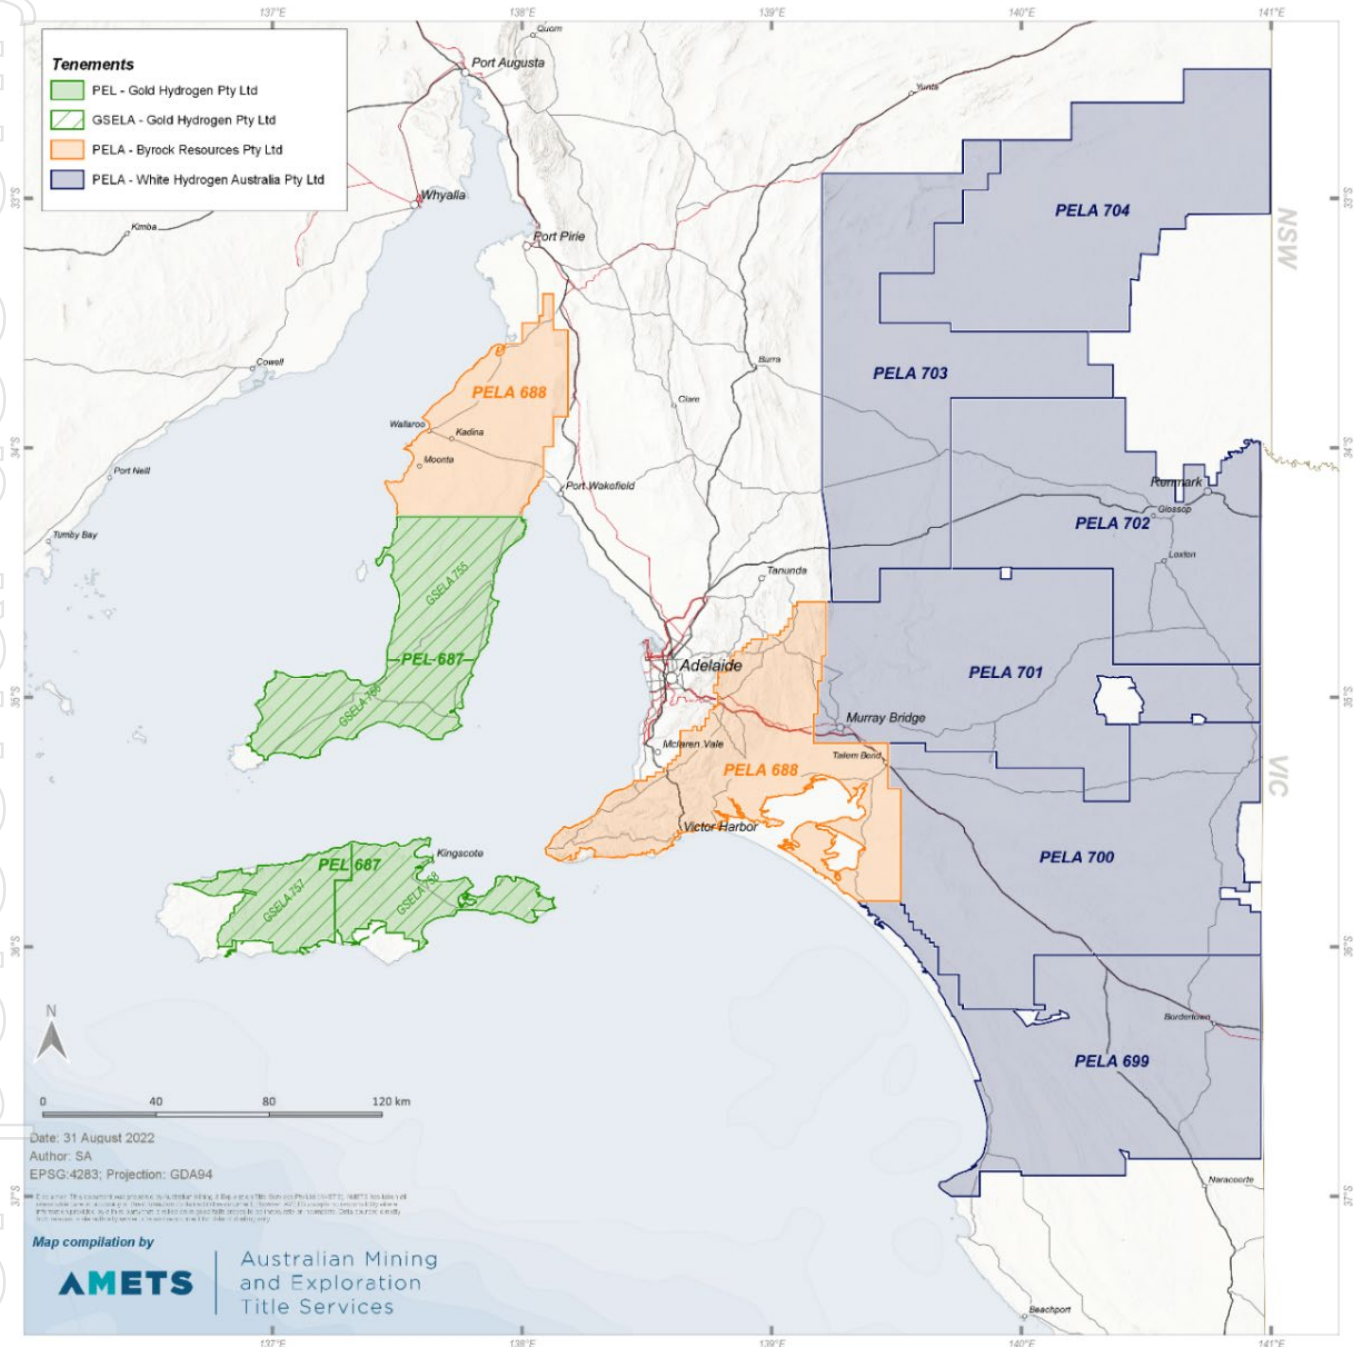 137°E
138°E
139°E
140°E
141°E
Tenements
PEL - Gold Hydrogen Pty Ltd
GSELA - Gold Hydrogen Pty Ltd
PELA - Byrock Resources Pty Ltd
PELA - White Hydrogen Australia Pty Ltd
Quorn
Port Augusta
Yunta
33°S
33°S
Whyalla
Kimba
Port Pirie
PELA 704
NSW
Cowell
Burra
PELA 703
PELA 688
Clare
Wallaroo
Kadina
Moonta
34°S
34°S
Port Neill
Port Wakefield
Renmark
Glossop
PELA 702
Tumby Bay
Loxton
Tanunda
GSELA 755
PEL 687
Adelaide
PELA 701
35°S
35°S
Murray Bridge
Mclaren Vale
Tailem Bend
PELA 688
VIC
Victor Harbor
PELA 700
Kingscote
PEL 687
GSELA 757
GSELA 758
36°S
36°S
N
Bordertown
PELA 699
0 40 80 120 km
Date: 31 August 2022
Author: SA
EPSG:4283; Projection: GDA94
37°S
37°S
Naracoorte
Map compilation by
AMETS
Australian Mining
and Exploration
Title Services
Beachport
137°E
138°E
139°E
140°E
141°E